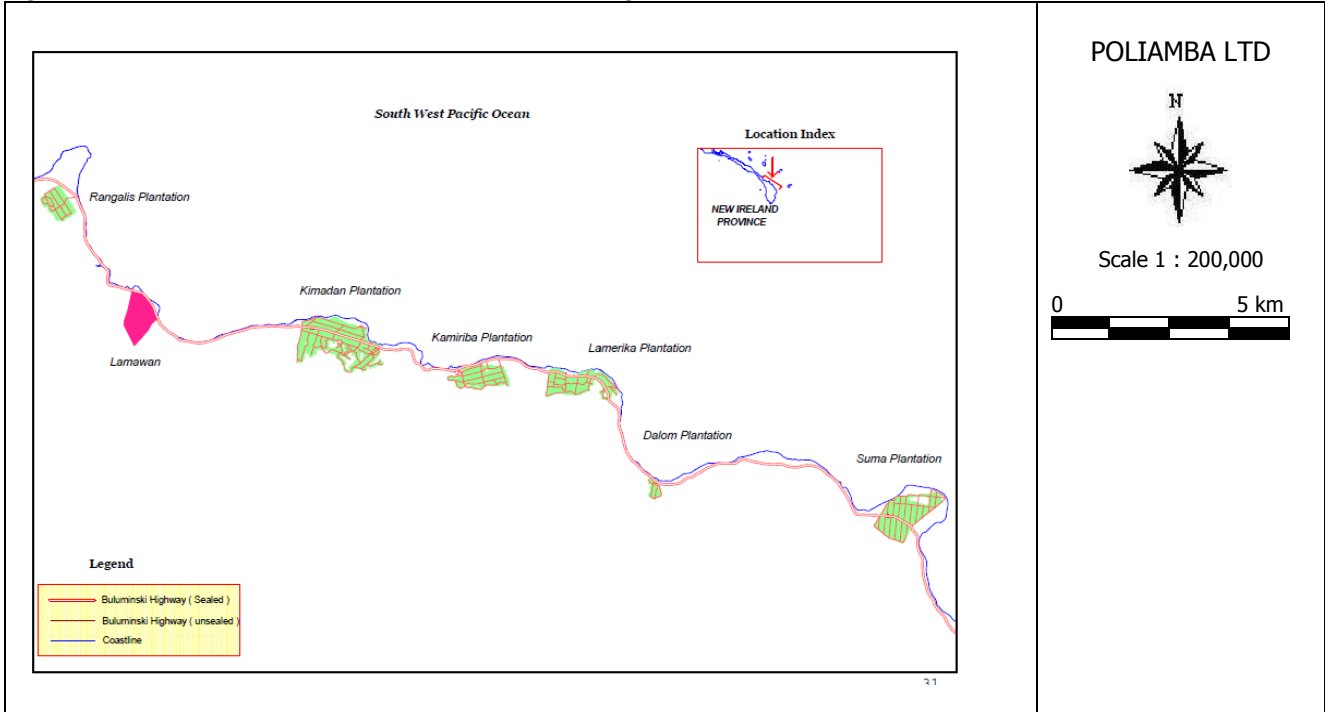 South West Pacific Ocean
Location Index
NEW IRELAND
PROVINCE
Rangalis Plantation
Kimadan Plantation
Kamiriba Plantation
Lamerika Plantation
Lamawan
Dalom Plantation
Suma Plantation
Legend
Buluminski Highway ( Sealed )
Buluminski Highway ( unsealed )
Coastline
POLIAMBA LTD
N
Scale 1 : 200,000
0 5 km